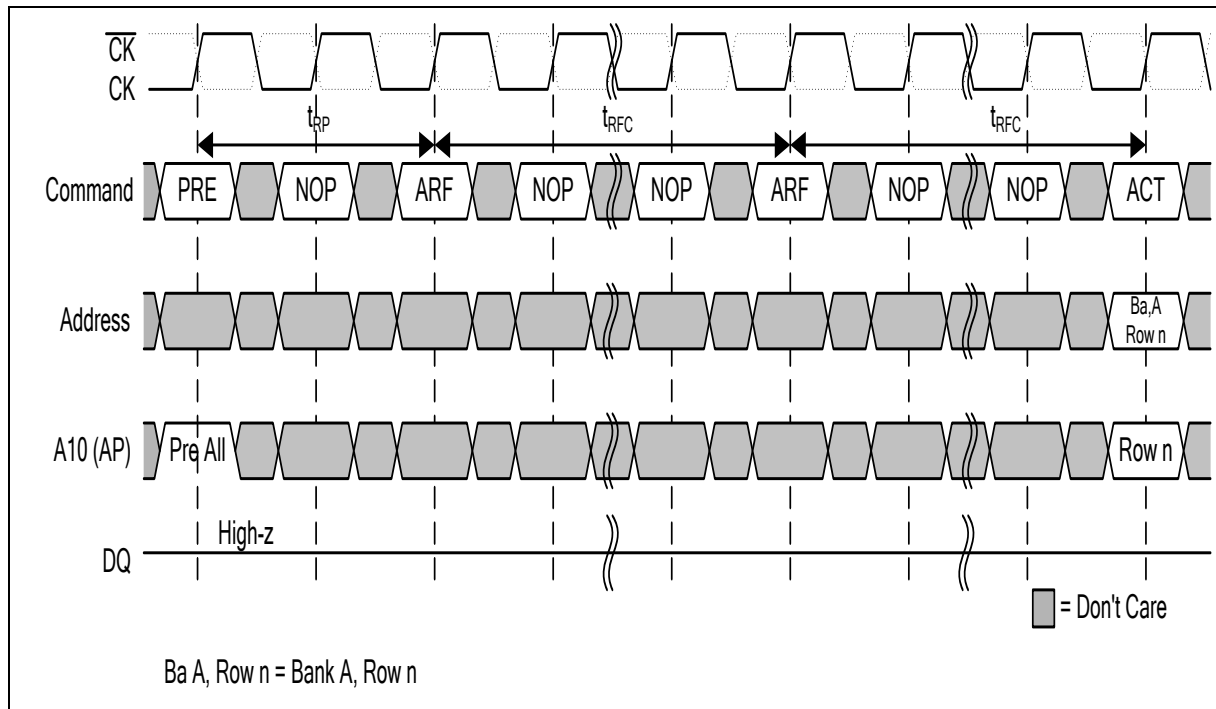 CK
CK
tRP tRFC tRFC
Command PRE NOP ARF NOP NOP ARF NOP NOP ACT
Address Ba,A
Row n
A10 (AP) Pre All Row n
High-z
DQ
= Don't Care
Ba A, Row n = Bank A, Row n